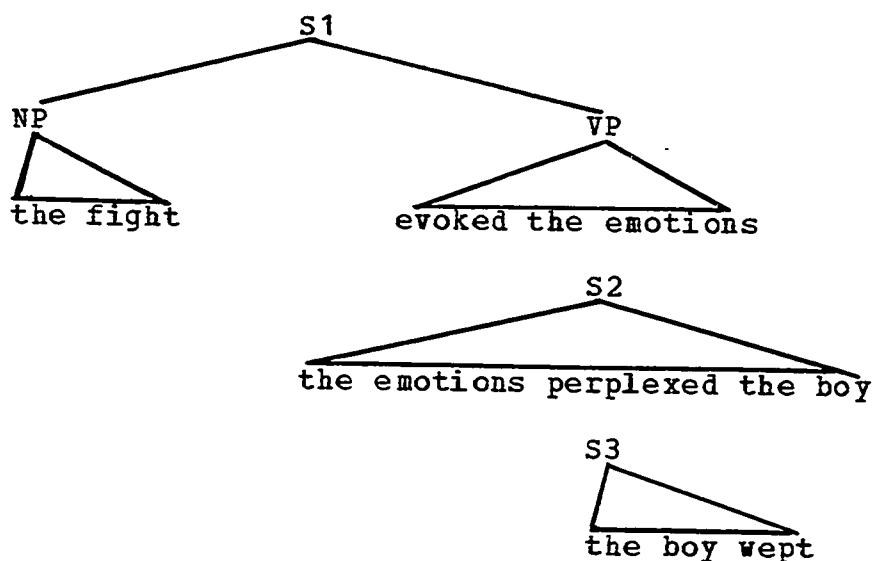 S1
NP VP
the fight evoked the emotions
S2
the emotions perplexed the boy
S3
the boy wept